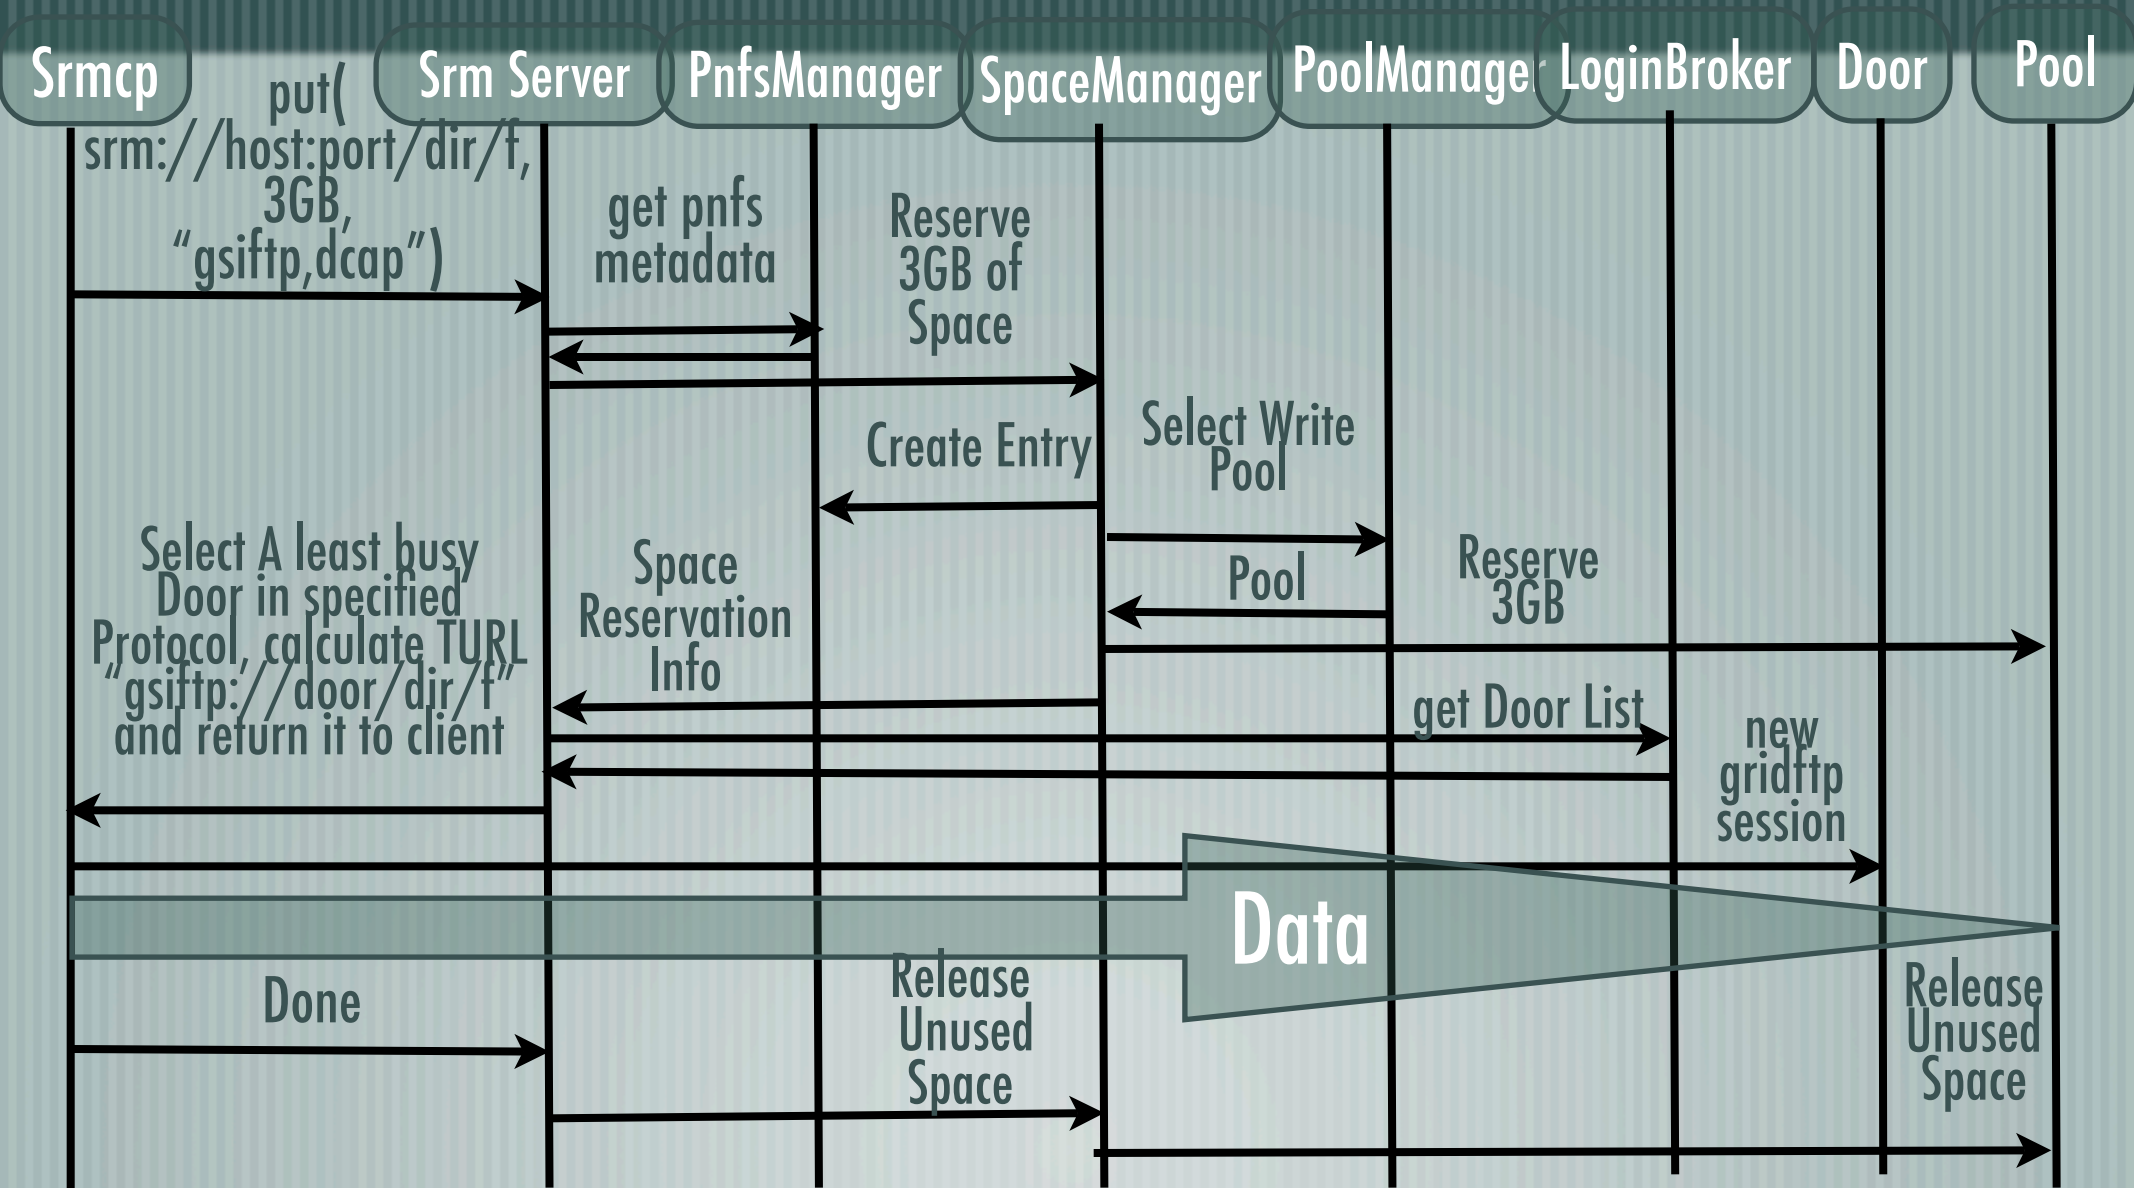 Srmcp
Srm Server
PnfsManager
SpaceManager
PoolManager
LoginBroker
Door
Pool
put(
srm://host:port/dir/f,
3GB,
“gsiftp,dcap”)
get pnfs
metadata
Reserve
3GB of
Space
Create Entry
Select Write
Pool
Pool
Reserve
3GB
Space
Reservation
Info
get Door List
Select A least busy
Door in specified
Protocol, calculate TURL
“gsiftp://door/dir/f”
and return it to client
new
gridftp
session
Data
Done
Release
Unused
Space
Release
Unused
Space